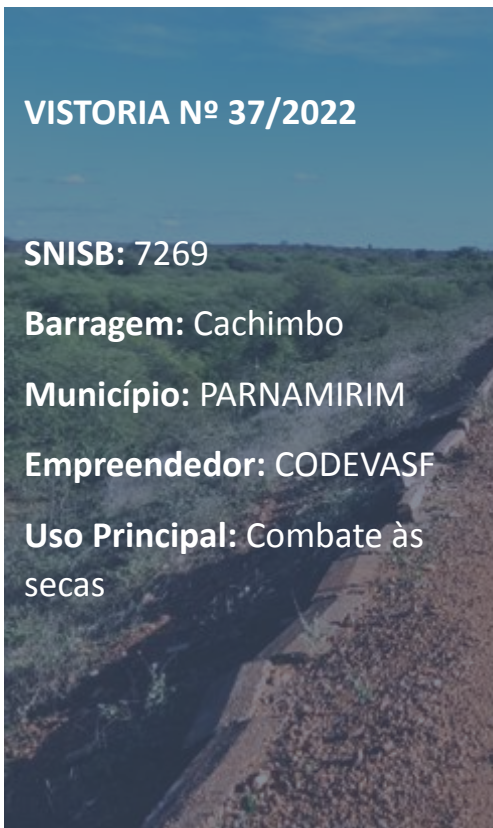 VISTORIA Nº 37/2022
SNISB: 7269
Barragem: Cachimbo
Município: PARNAMIRIM
Empreendedor: CODEVASF
Uso Principal: Combate às
secas